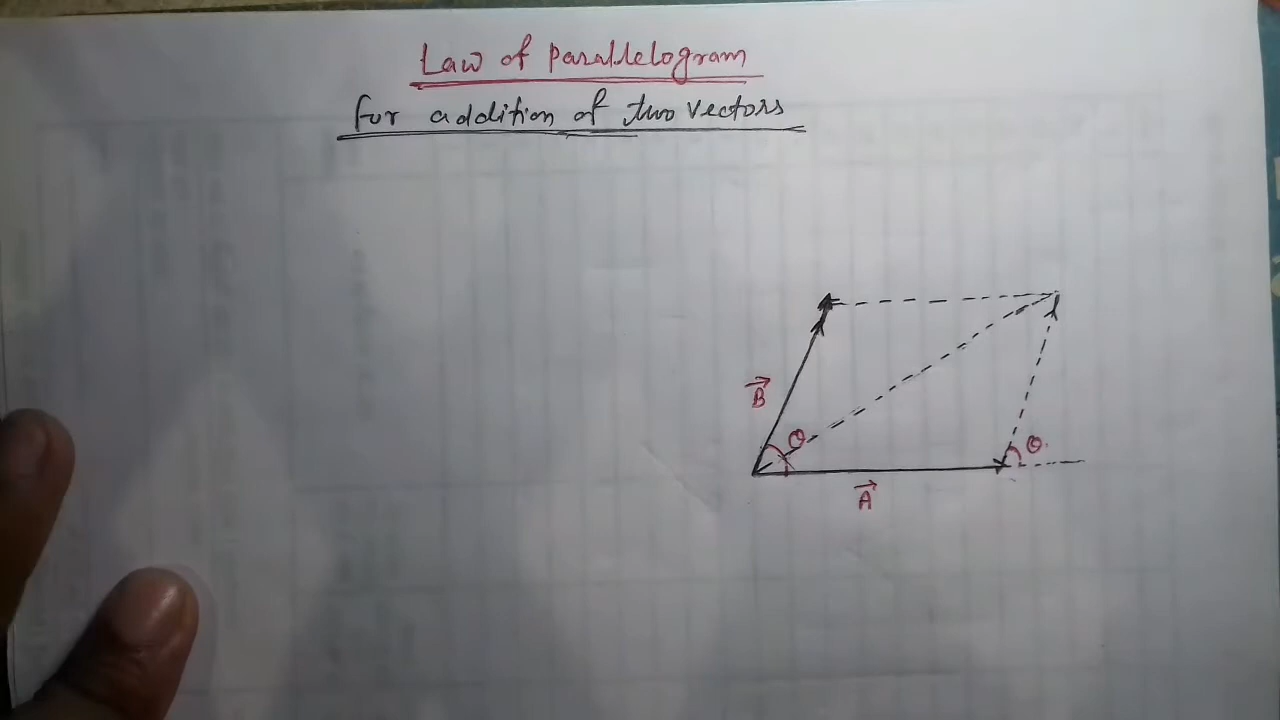 Law of parallelogram
for addition of two vectors
B⃗
θ
θ
A⃗